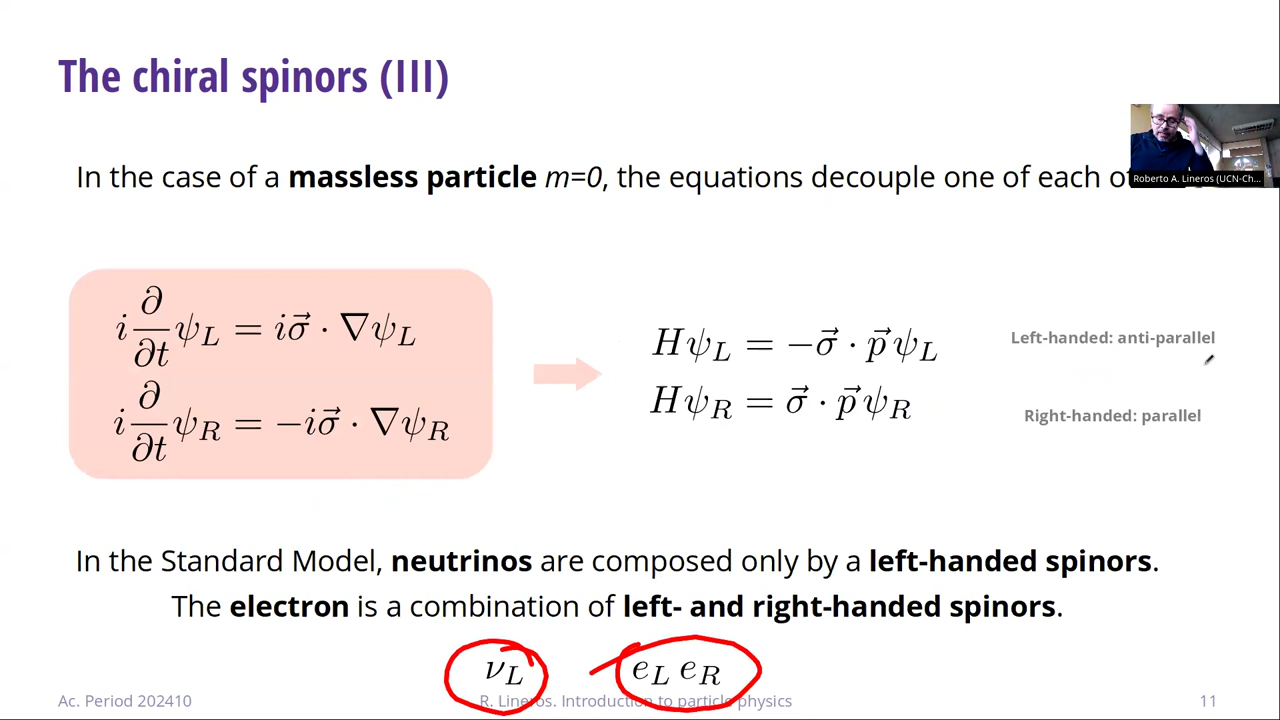 The chiral spinors (III)
Roberto A. Lineros (UCN-Ch...
In the case of a massless particle m=0, the equations decouple one of each o
i ∂/∂t ψ_L = i σ⃗ · ∇ψ_L
i ∂/∂t ψ_R = −i σ⃗ · ∇ψ_R
Hψ_L = −σ⃗ · p⃗ ψ_L
Left-handed: anti-parallel
Hψ_R = σ⃗ · p⃗ ψ_R
Right-handed: parallel
In the Standard Model, neutrinos are composed only by a left-handed spinors.
The electron is a combination of left- and right-handed spinors.
ν_L e_L e_R
Ac. Period 202410 R. Lineros. Introduction to particle physics 11